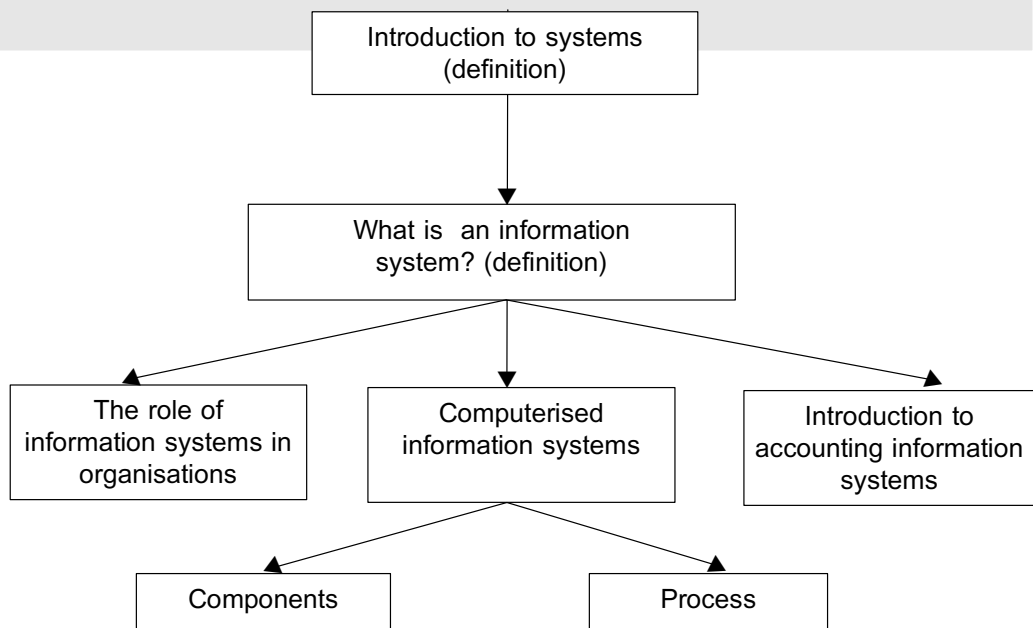 Introduction to systems
(definition)
What is an information
system? (definition)
The role of
information systems in
organisations
Computerised
information systems
Introduction to
accounting information
systems
Components
Process